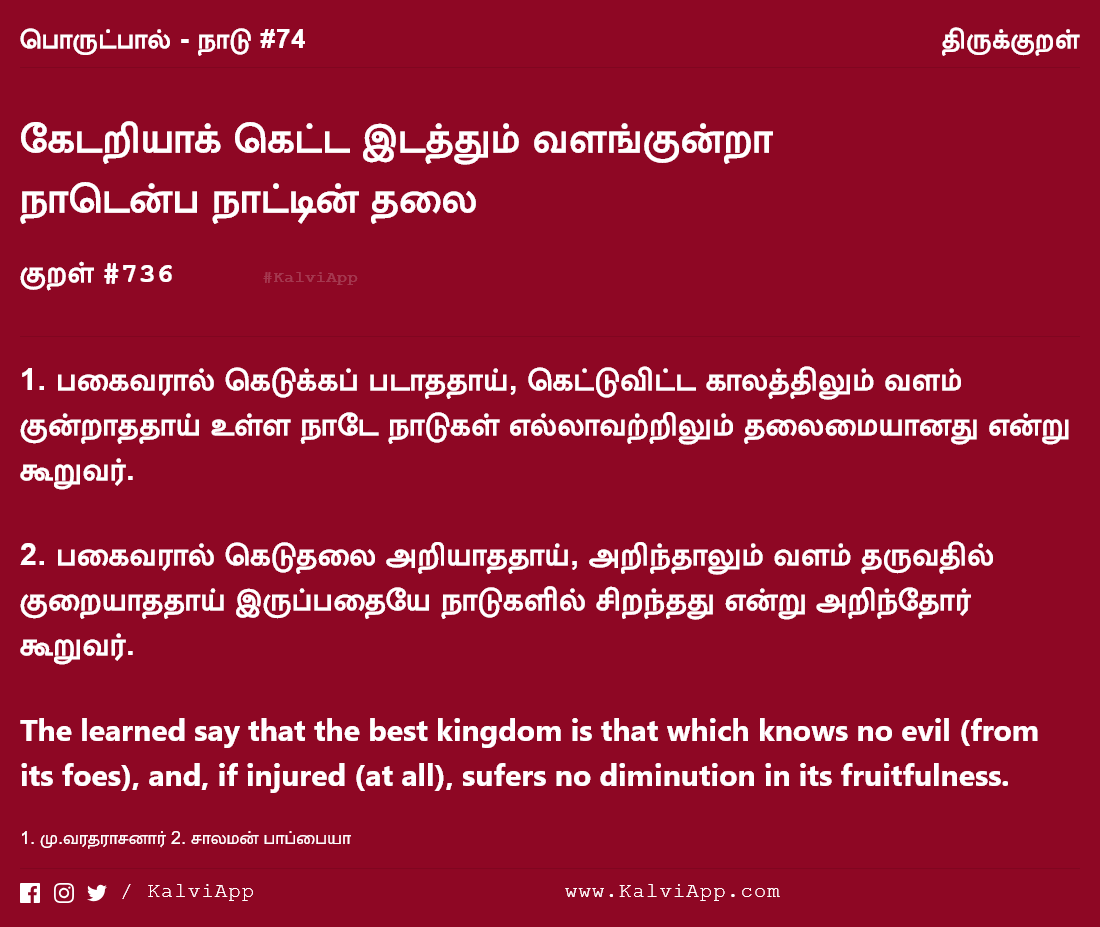 பொருட்பால் - நாடு #74
திருக்குறள்
கேடறியாக் கெட்ட இடத்தும் வளங்குன்றா
நாடென்ப நாட்டின் தலை
குறள் #736
#KalviApp
1. பகைவரால் கெடுக்கப் படாததாய், கெட்டுவிட்ட காலத்திலும் வளம்
குன்றாததாய் உள்ள நாடே நாடுகள் எல்லாவற்றிலும் தலைமையானது என்று
கூறுவர்.
2. பகைவரால் கெடுதலை அறியாததாய், அறிந்தாலும் வளம் தருவதில்
குறையாததாய் இருப்பதையே நாடுகளில் சிறந்தது என்று அறிந்தோர்
கூறுவர்.
The learned say that the best kingdom is that which knows no evil (from
its foes), and, if injured (at all), sufers no diminution in its fruitfulness.
1. மு.வரதராசனார் 2. சாலமன் பாப்பையா
/ KalviApp
www.KalviApp.com